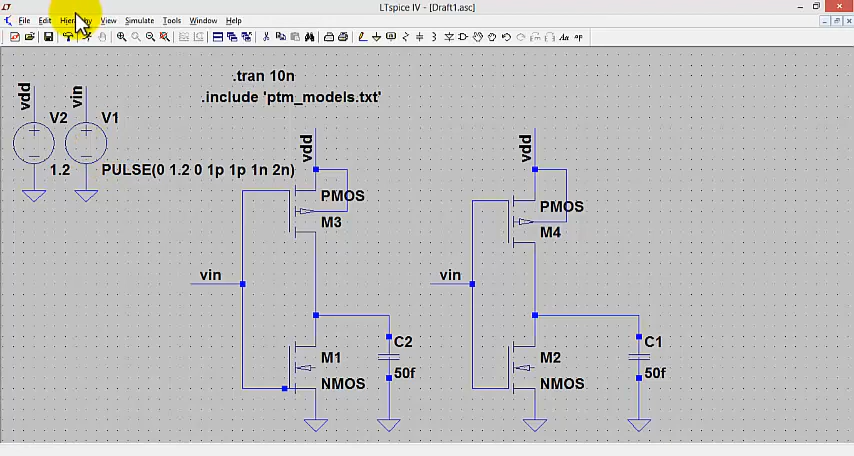 LTspice IV - [Draft1.asc]
File Edit Hierarchy View Simulate Tools Window Help
.tran 10n
.include 'ptm_models.txt'
vdd
V2
1.2
vin
V1
PULSE(0 1.2 0 1p 1p 1n 2n)
vdd
PMOS
M3
vin
M1
NMOS
C2
50f
vdd
PMOS
M4
vin
M2
NMOS
C1
50f